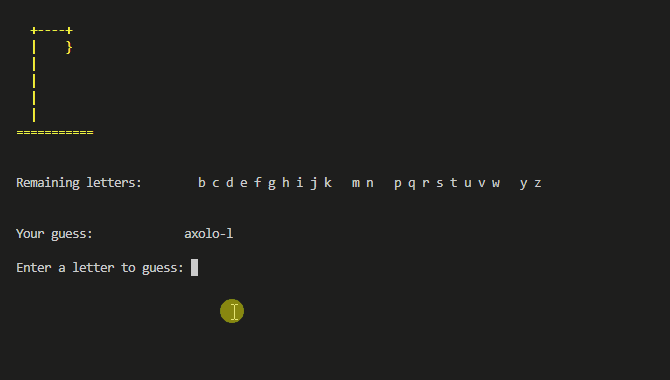 +----+
|    }
|
|
|
|
===========
Remaining letters:        b c d e f g h i j k   m n   p q r s t u v w   y z
Your guess:             axolo-l
Enter a letter to guess: